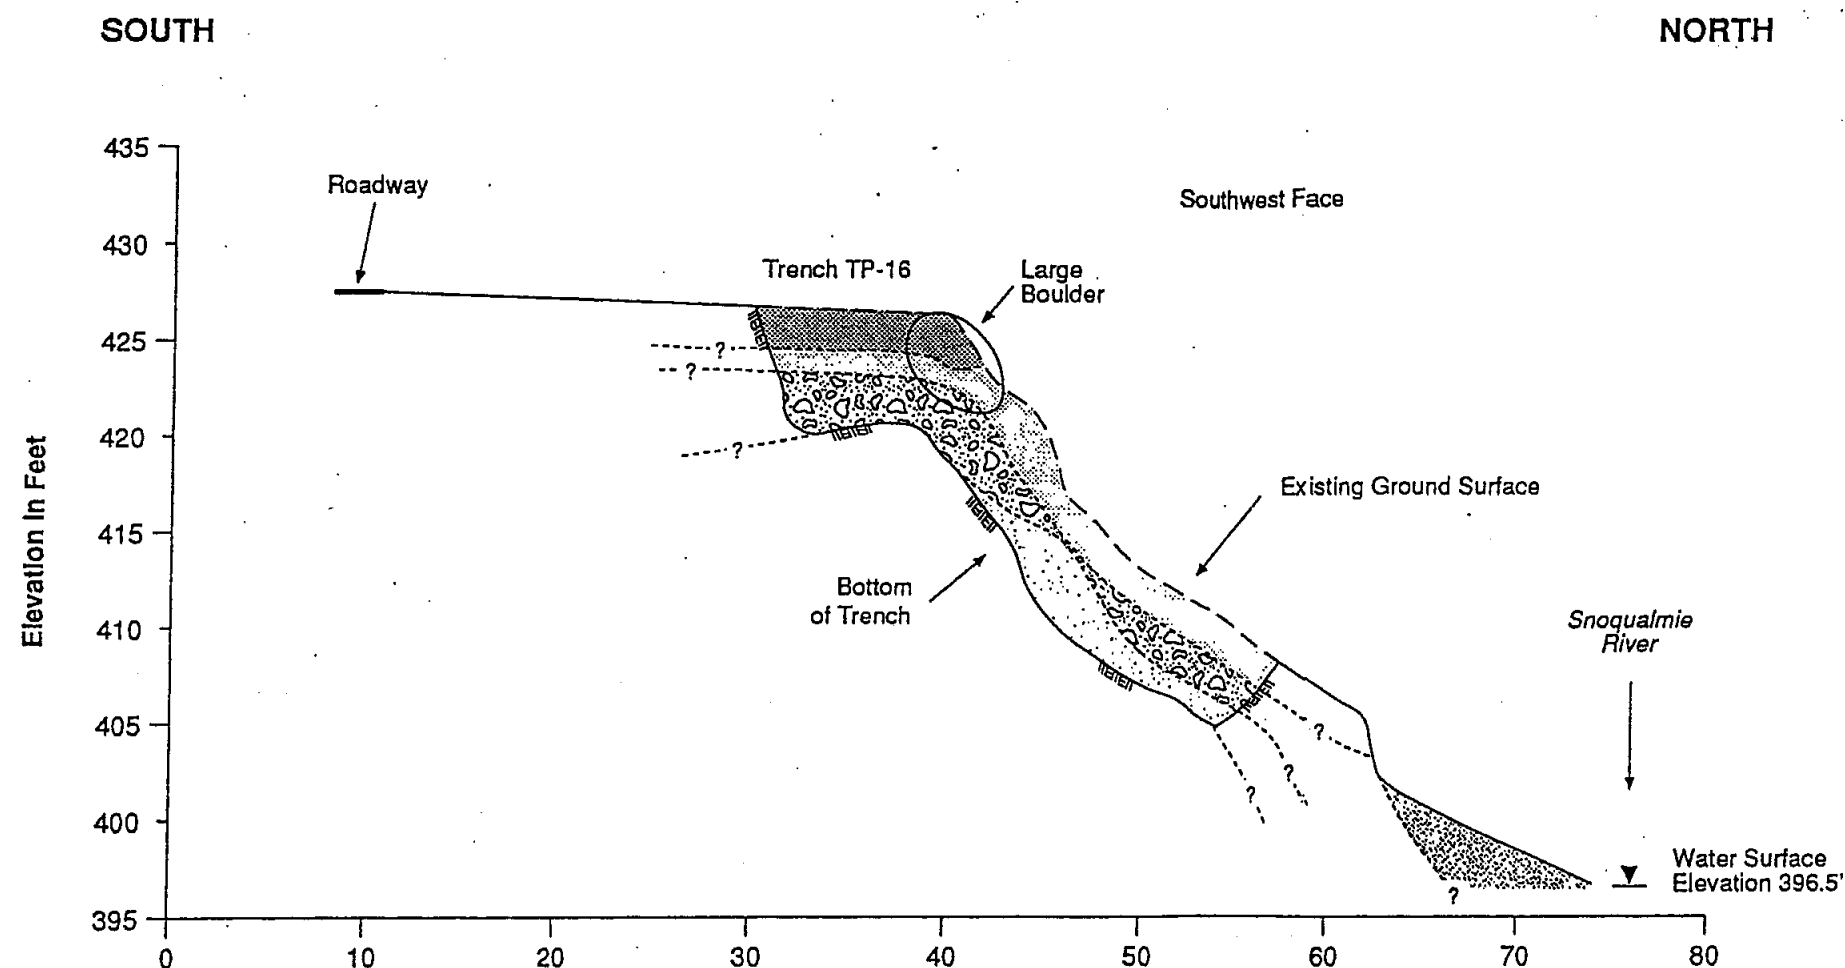 SOUTH
NORTH
435
Roadway
Southwest Face
430
Trench TP-16
Large
Boulder
425
?
?
420
?
Existing Ground Surface
Elevation In Feet
415
Bottom
of Trench
410
Snoqualmie
River
405
?
?
?
400
Water Surface
Elevation 396.5'
?
395
0
10
20
30
40
50
60
70
80